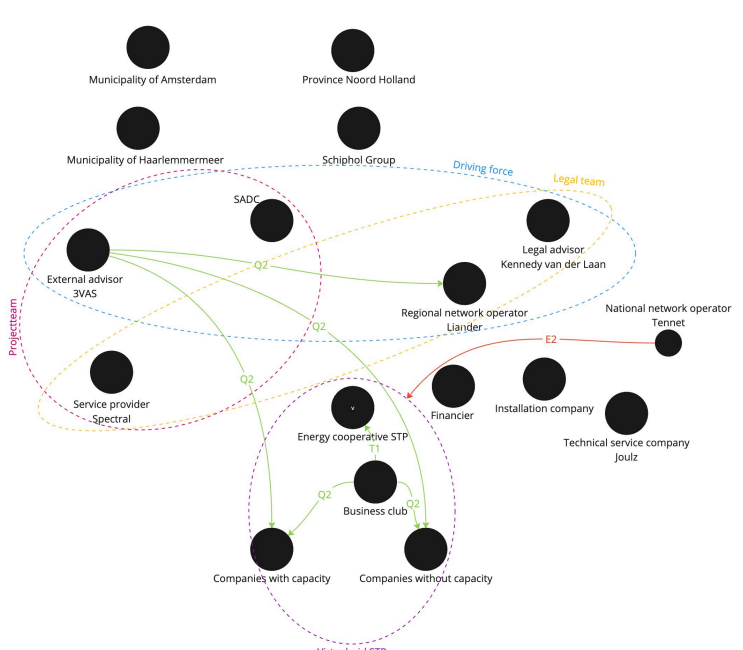 Municipality of Amsterdam
Province Noord Holland
Municipality of Haarlemmermeer
Schiphol Group
Driving force
Legal team
SADC
External advisor
3VAS
Legal advisor
Kennedy van der Laan
Q2
Regional network operator
Liander
National network operator
Tennet
Projectteam
Q2
E2
Q2
Service provider
Spectral
Financier
Installation company
v
Energy cooperative STP
Technical service company
Joulz
T1
Q2
Q2
Business club
Companies with capacity
Companies without capacity